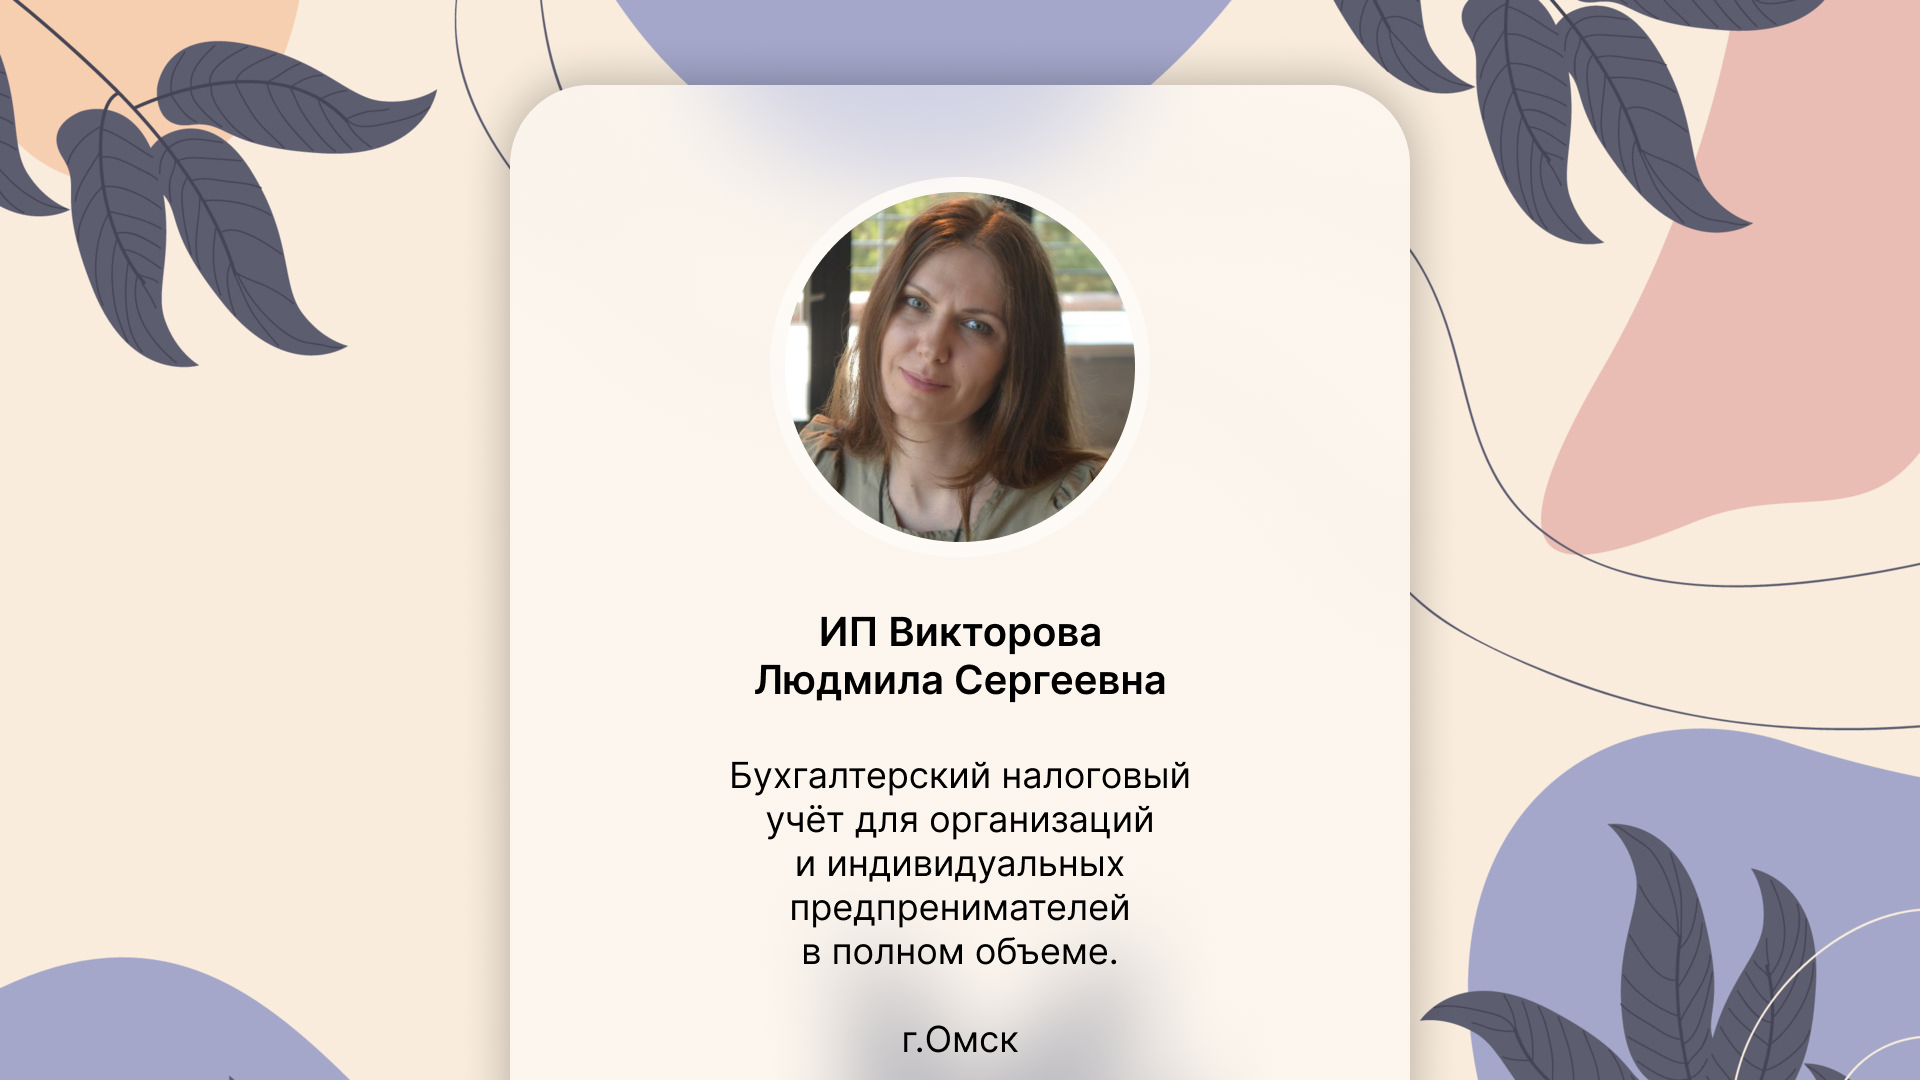 ИП Викторова
Людмила Сергеевна
Бухгалтерский налоговый
учёт для организаций
и индивидуальных
предпренимателей
в полном объеме.
г.Омск